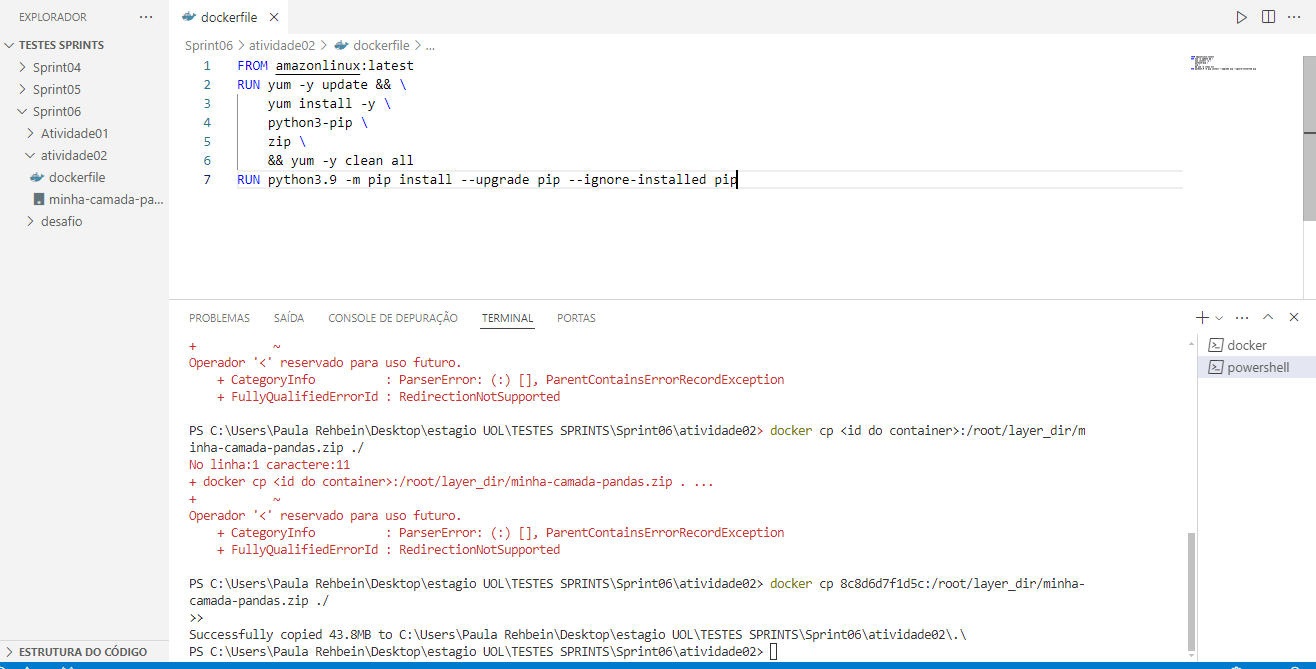 EXPLORADOR
TESTES SPRINTS
Sprint04
Sprint05
Sprint06
Atividade01
atividade02
dockerfile
minha-camada-pa...
desafio
ESTRUTURA DO CÓDIGO
dockerfile
Sprint06 > atividade02 > dockerfile > ...
1 FROM amazonlinux:latest
2 RUN yum -y update && \
3 yum install -y \
4 python3-pip \
5 zip \
6 && yum -y clean all
7 RUN python3.9 -m pip install --upgrade pip --ignore-installed pip
PROBLEMAS SAÍDA CONSOLE DE DEPURAÇÃO TERMINAL PORTAS
+ ~
Operador '<' reservado para uso futuro.
+ CategoryInfo : ParserError: (:) [], ParentContainsErrorRecordException
+ FullyQualifiedErrorId : RedirectionNotSupported
PS C:\Users\Paula Rehbein\Desktop\estagio UOL\TESTES SPRINTS\Sprint06\atividade02> docker cp <id do container>:/root/layer_dir/m
inha-camada-pandas.zip ./
No linha:1 caractere:11
+ docker cp <id do container>:/root/layer_dir/minha-camada-pandas.zip . ...
+ ~
Operador '<' reservado para uso futuro.
+ CategoryInfo : ParserError: (:) [], ParentContainsErrorRecordException
+ FullyQualifiedErrorId : RedirectionNotSupported
PS C:\Users\Paula Rehbein\Desktop\estagio UOL\TESTES SPRINTS\Sprint06\atividade02> docker cp 8c8d6d7f1d5c:/root/layer_dir/minha-
camada-pandas.zip ./
>>
Successfully copied 43.8MB to C:\Users\Paula Rehbein\Desktop\estagio UOL\TESTES SPRINTS\Sprint06\atividade02\.\
PS C:\Users\Paula Rehbein\Desktop\estagio UOL\TESTES SPRINTS\Sprint06\atividade02>
docker
powershell